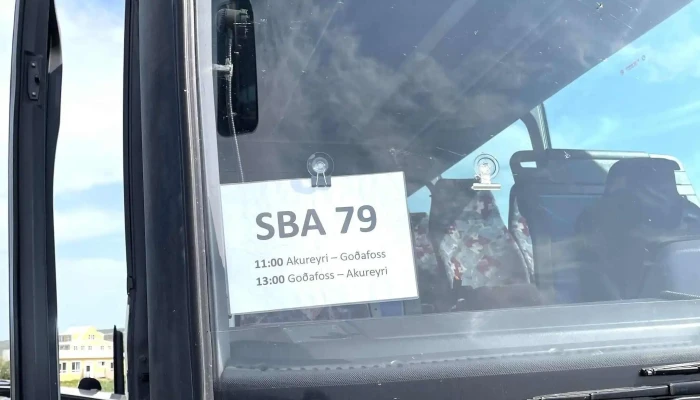 SBA 79
11:00 Akureyri – Goðafoss
13:00 Goðafoss – Akureyri